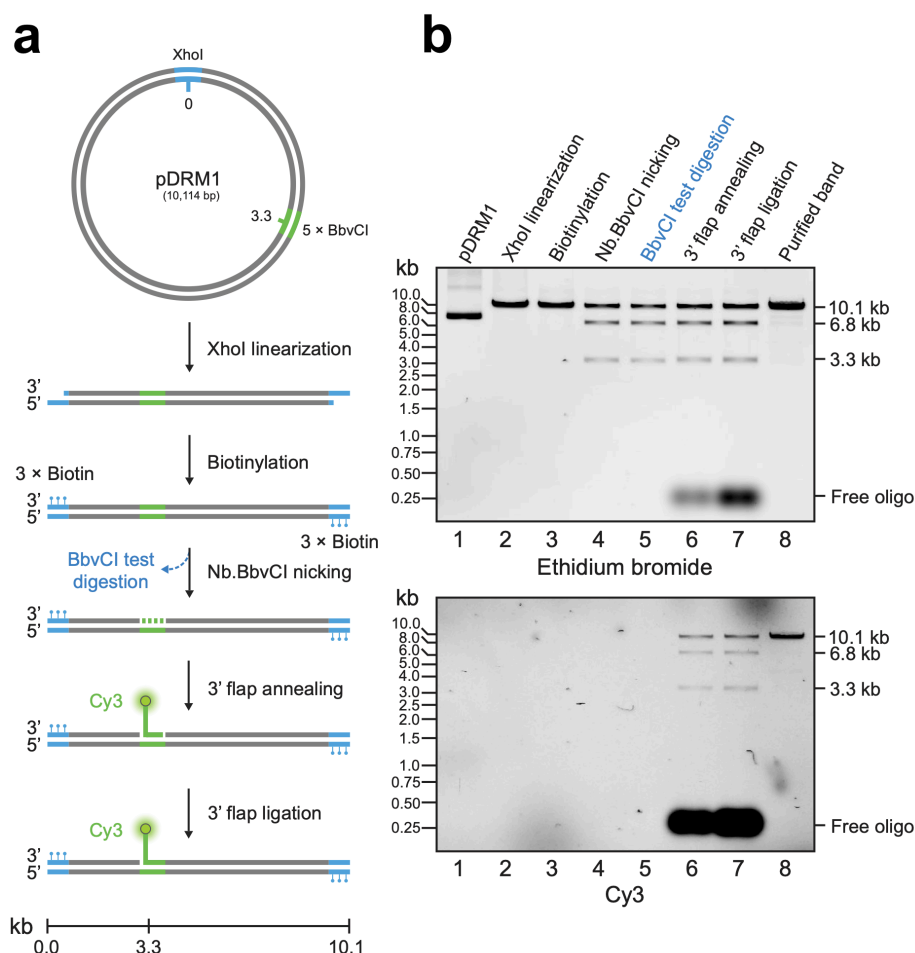 a
XhoI
0
pDRM1
(10,114 bp)
3.3
5 × BbvCI
XhoI linearization
3’
5’
Biotinylation
3 × Biotin
3’
5’
3 × Biotin
BbvCI test
digestion
Nb.BbvCI nicking
3’
5’
3’ flap annealing
Cy3
3’
5’
3’ flap ligation
Cy3
3’
5’
kb
0.0 3.3 10.1
b
pDRM1
XhoI linearization
Biotinylation
Nb.BbvCI nicking
BbvCI test digestion
3’ flap annealing
3’ flap ligation
Purified band
kb
10.0
8.0
6.0
5.0
4.0
3.0
2.5
2.0
1.5
1.0
0.75
0.50
0.25
10.1 kb
6.8 kb
3.3 kb
Free oligo
1 2 3 4 5 6 7 8
Ethidium bromide
kb
10.0
8.0
6.0
5.0
4.0
3.0
2.5
2.0
1.5
1.0
0.75
0.50
0.25
10.1 kb
6.8 kb
3.3 kb
Free oligo
1 2 3 4 5 6 7 8
Cy3